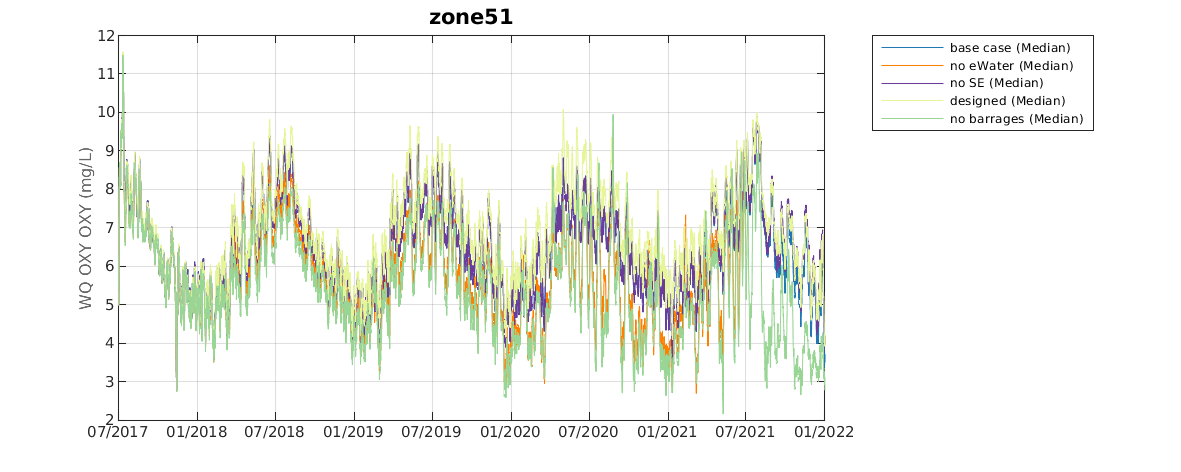 zone51
WQ OXY OXY (mg/L)
12
11
10
9
8
7
6
5
4
3
2
07/2017 01/2018 07/2018 01/2019 07/2019 01/2020 07/2020 01/2021 07/2021 01/2022
base case (Median)
no eWater (Median)
no SE (Median)
designed (Median)
no barrages (Median)